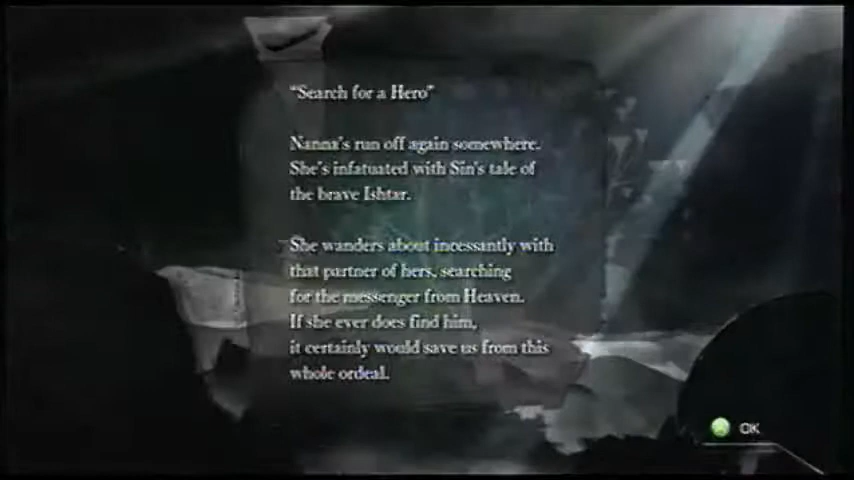 "Search for a Hero"
Nanna's run off again somewhere.
She's infatuated with Sin's tale of
the brave Ishtar.
She wanders about incessantly with
that partner of hers, searching
for the messenger from Heaven.
If she ever does find him,
it certainly would save us from this
whole ordeal.
OK